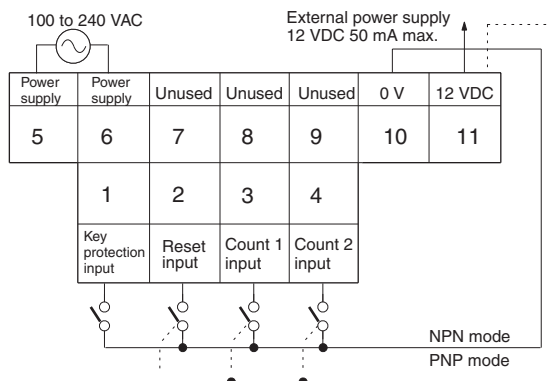 100 to 240 VAC
External power supply
12 VDC 50 mA max.
Power supply
Power supply
Unused
Unused
Unused
0 V
12 VDC
5
6
7
8
9
10
11
1
2
3
4
Key protection input
Reset input
Count 1 input
Count 2 input
NPN mode
PNP mode